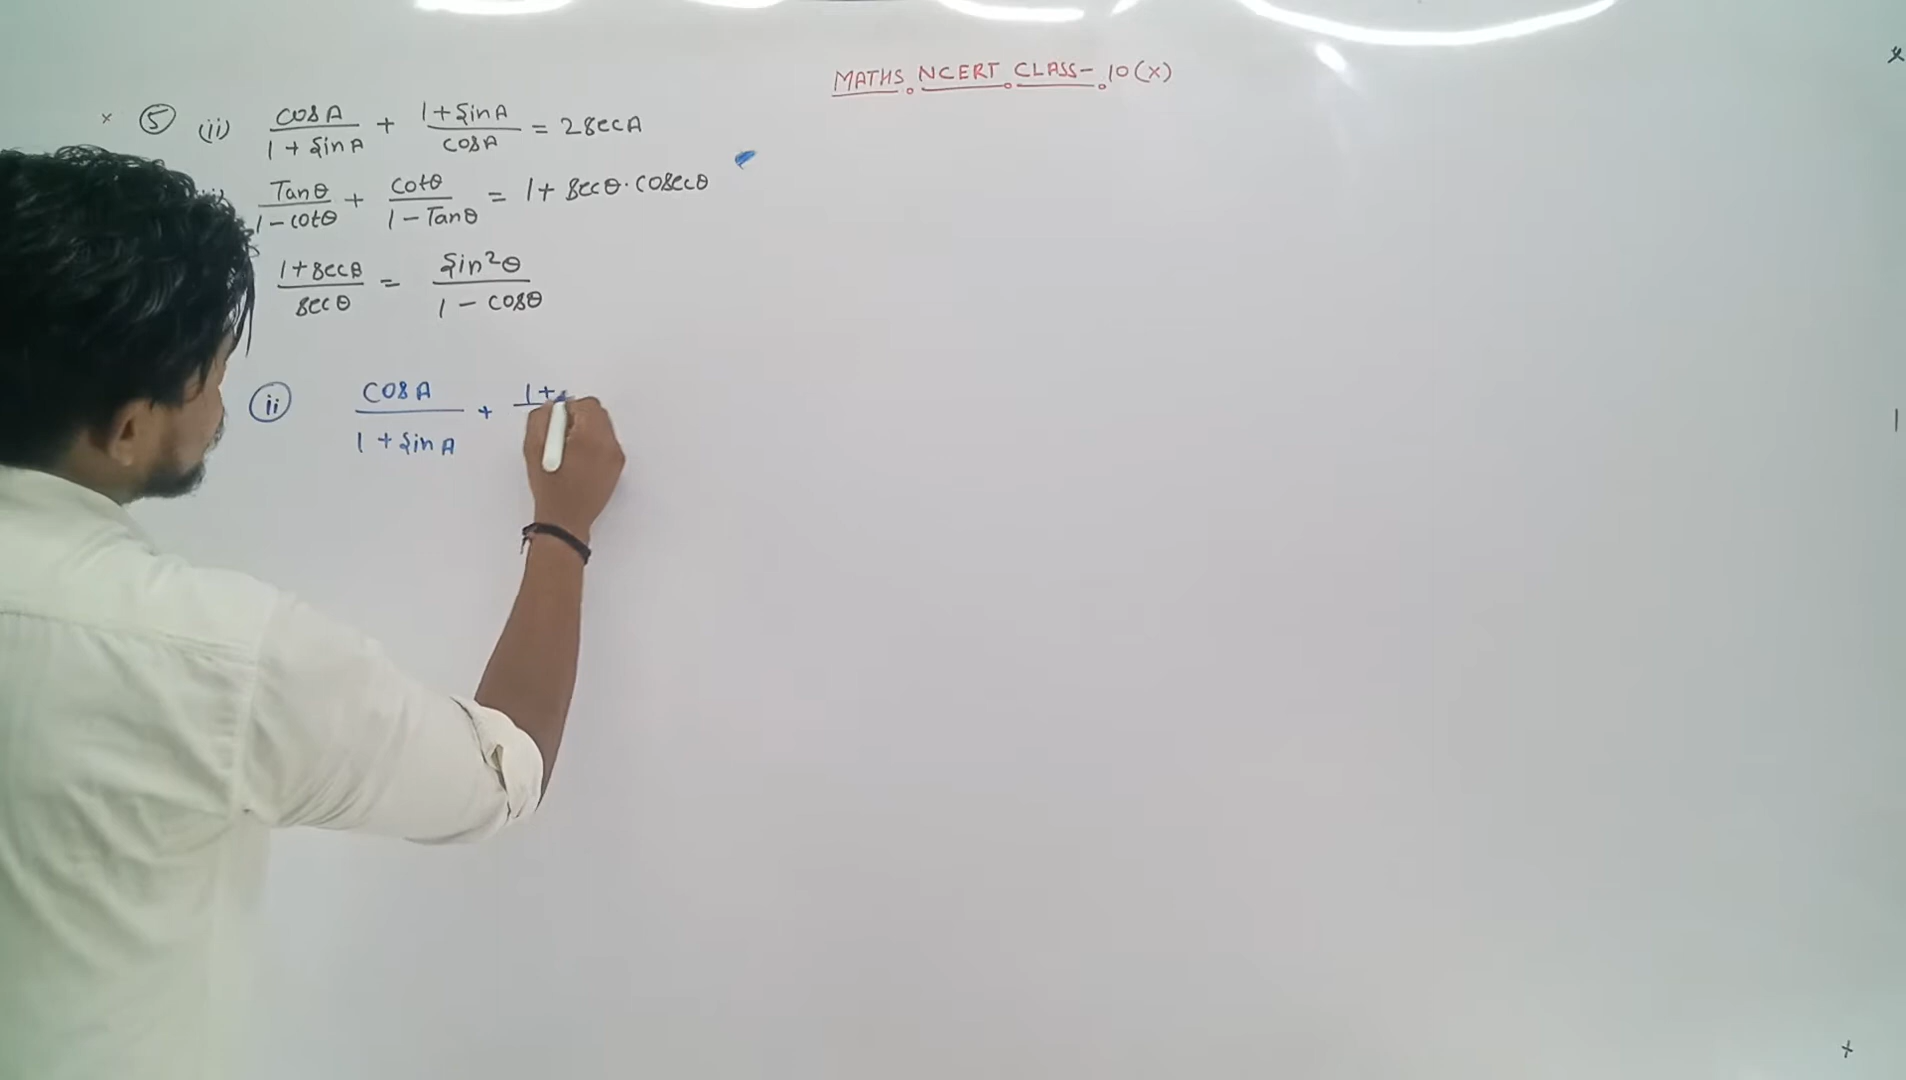 MATHS NCERT CLASS- 10 (X)
× ⑤ (ii) cosA/(1 + SinA) + (1 + SinA)/cosA = 2secA
Tanθ/(1 - cotθ) + cotθ/(1 - Tanθ) = 1 + secθ·cosecθ
(1 + secθ)/secθ = Sin²θ/(1 - cosθ)
ii cosA/(1 + SinA) + 1 +